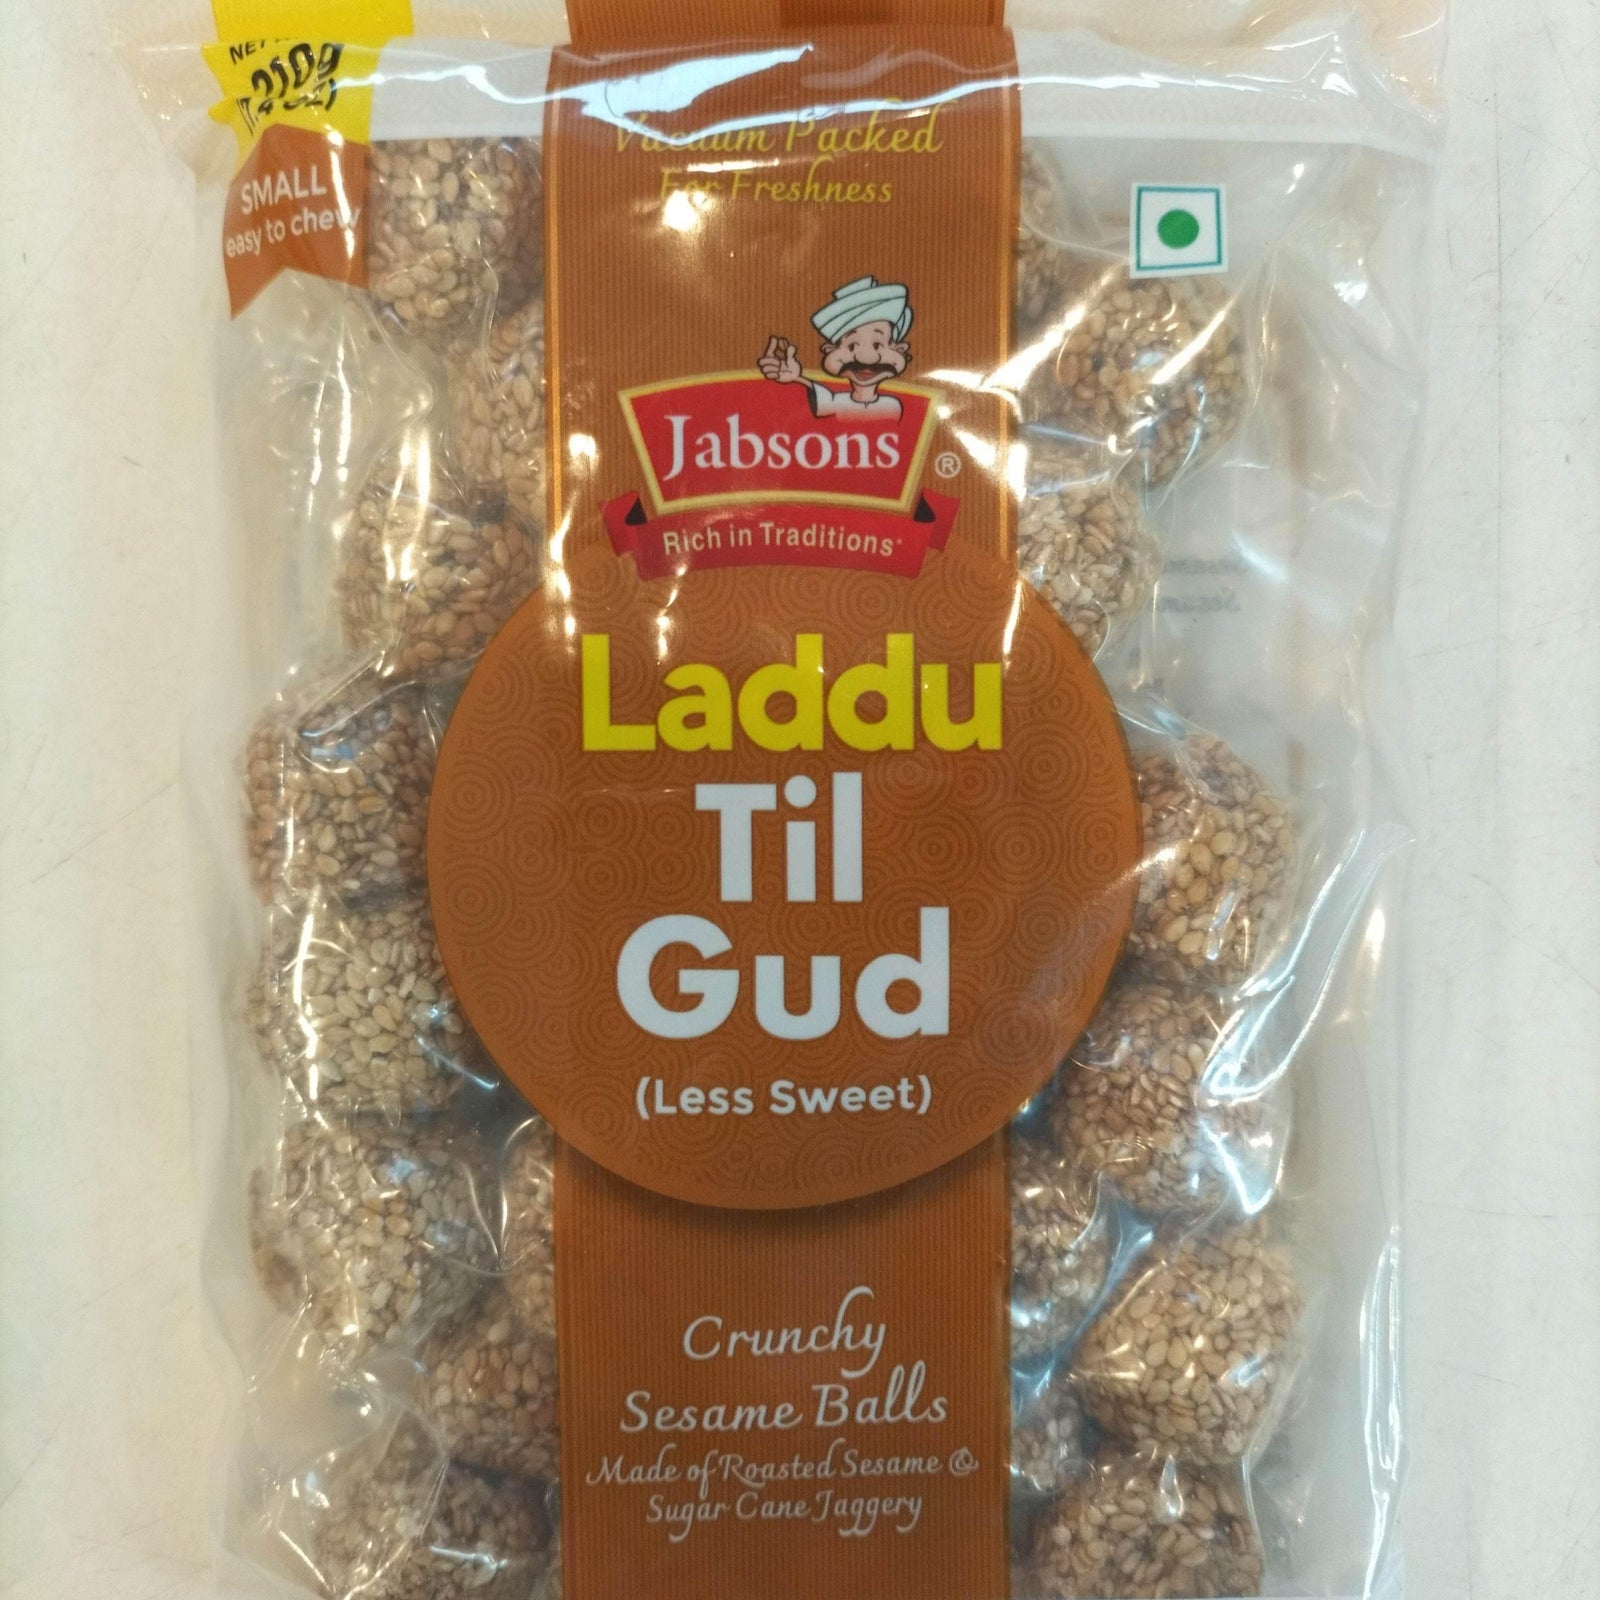 210g
SMALL
easy to chew
Vacuum Packed
For Freshness
Jabsons
®
Rich in Traditions*
Laddu
Til
Gud
(Less Sweet)
Crunchy
Sesame Balls
Made of Roasted Sesame &
Sugar Cane Jaggery